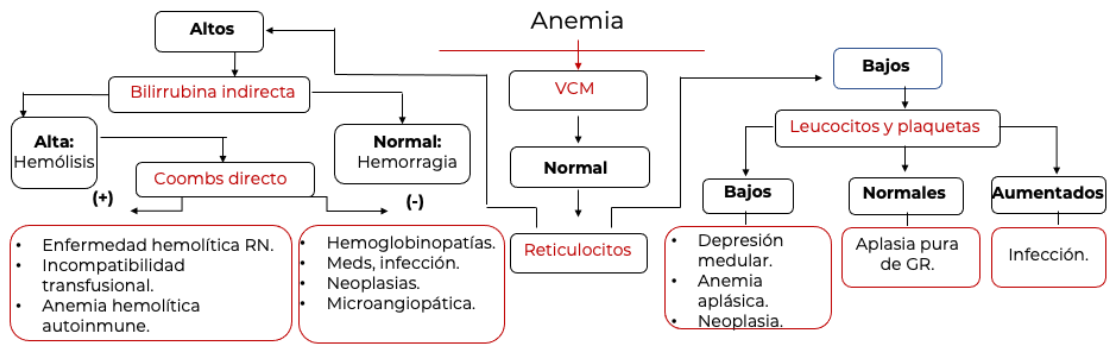 Anemia
Altos
Bajos
VCM
Bilirrubina indirecta
Leucocitos y plaquetas
Alta:
Hemólisis
Normal:
Hemorragia
Normal
Coombs directo
Bajos
Normales
Aumentados
(+)
(-)
Reticulocitos
• Enfermedad hemolítica RN.
• Incompatibilidad
transfusional.
• Anemia hemolítica
autoinmune.
• Hemoglobinopatías.
• Meds, infección.
• Neoplasias.
• Microangiopática.
• Depresión
medular.
• Anemia
aplásica.
• Neoplasia.
Aplasia pura
de GR.
Infección.